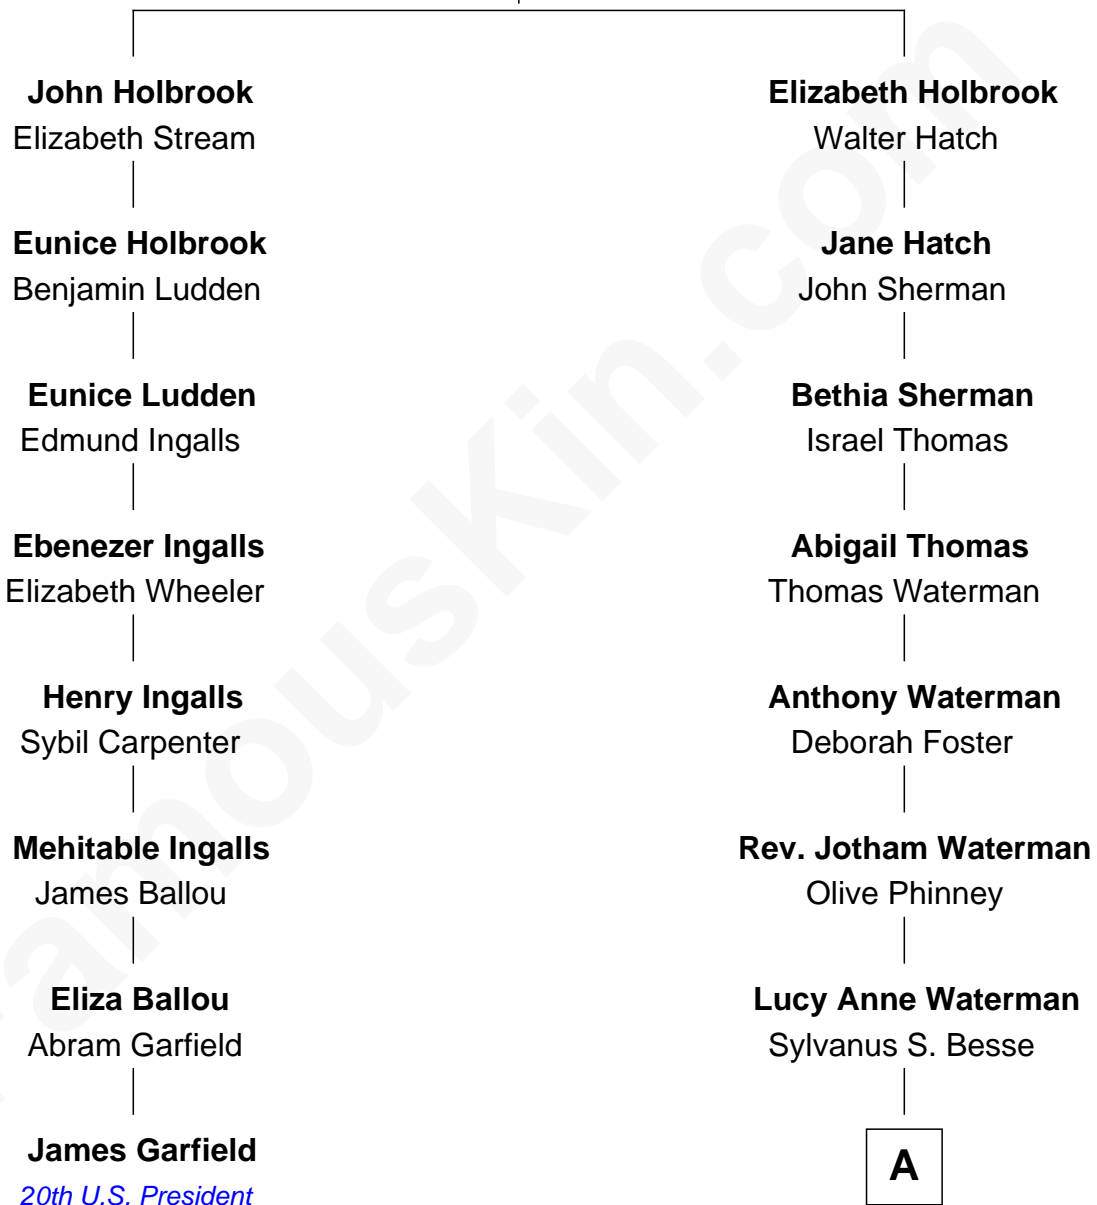 John Holbrook
Elizabeth Stream
Eunice Holbrook
Benjamin Ludden
Eunice Ludden
Edmund Ingalls
Ebenezer Ingalls
Elizabeth Wheeler
Henry Ingalls
Sybil Carpenter
Mehitable Ingalls
James Ballou
Eliza Ballou
Abram Garfield
James Garfield
20th U.S. President
Elizabeth Holbrook
Walter Hatch
Jane Hatch
John Sherman
Bethia Sherman
Israel Thomas
Abigail Thomas
Thomas Waterman
Anthony Waterman
Deborah Foster
Rev. Jotham Waterman
Olive Phinney
Lucy Anne Waterman
Sylvanus S. Besse
A
FamousKin.com